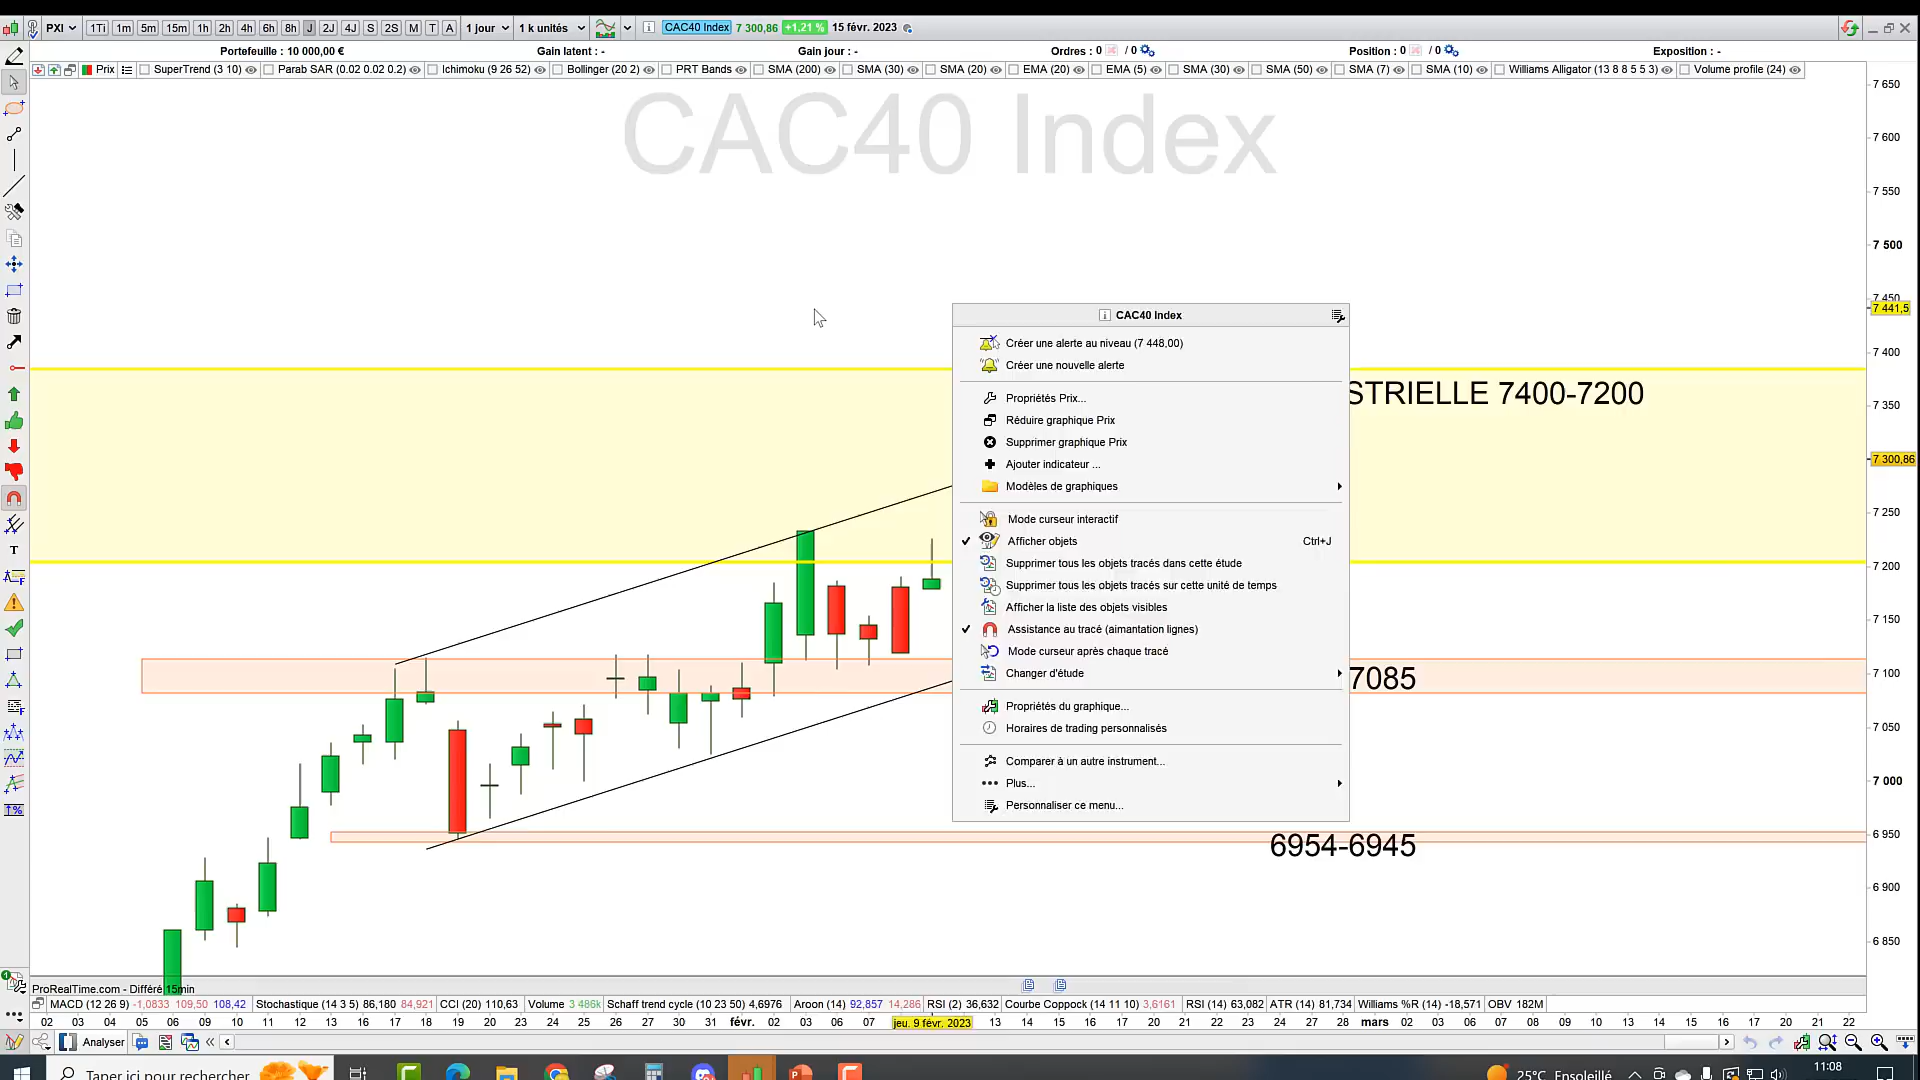 PXI 1Ti 1m 5m 15m 1h 2h 4h 6h 8h J 2J 4J S 2S M T A 1 jour 1 k unités CAC40 Index 7 300,86 +1,21 % 15 févr. 2023
Portefeuille : 10 000,00 € Gain latent : - Gain jour : - Ordres : 0 / 0 Position : 0 / 0 Exposition : -
Prix SuperTrend (3 10) Parab SAR (0.02 0.02 0.2) Ichimoku (9 26 52) Bollinger (20 2) PRT Bands SMA (200) SMA (30) SMA (20) EMA (20) EMA (5) SMA (30) SMA (50) SMA (7) SMA (10) Williams Alligator (13 8 8 5 5 3) Volume profile (24)
CAC40 Index
7 650
7 600
7 550
7 500
7 450
7 441,5
7 400
7 350
7 300,86
7 250
7 200
7 150
7 100
7 050
7 000
6 950
6 900
6 850
CAC40 Index
Créer une alerte au niveau (7 448,00)
Créer une nouvelle alerte
Propriétés Prix...
Réduire graphique Prix
Supprimer graphique Prix
Ajouter indicateur ...
Modèles de graphiques
Mode curseur interactif
Afficher objets Ctrl+J
Supprimer tous les objets tracés dans cette étude
Supprimer tous les objets tracés sur cette unité de temps
Afficher la liste des objets visibles
Assistance au tracé (aimantation lignes)
Mode curseur après chaque tracé
Changer d'étude
Propriétés du graphique...
Horaires de trading personnalisés
Comparer à un autre instrument...
Plus...
Personnaliser ce menu...
STRIELLE 7400-7200
7085
6954-6945
T
ProRealTime.com - Différé 15min
MACD (12 26 9) -1,0833 109,50 108,42 Stochastique (14 3 5) 86,180 84,921 CCI (20) 110,63 Volume 3 486k Schaff trend cycle (10 23 50) 4,6976 Aroon (14) 92,857 14,286 RSI (2) 36,632 Courbe Coppock (14 11 10) 3,6161 RSI (14) 63,082 ATR (14) 81,734 Williams %R (14) -18,571 OBV 182M
02 03 04 05 06 09 10 11 12 13 16 17 18 19 20 23 24 25 26 27 30 31 févr. 02 03 06 07 jeu. 9 févr. 2023 13 14 15 16 17 20 21 22 23 24 27 28 mars 02 03 06 07 08 09 10 13 14 15 16 17 20 21 22
Analyser
Taper ici pour rechercher 25°C Ensoleillé 11:08